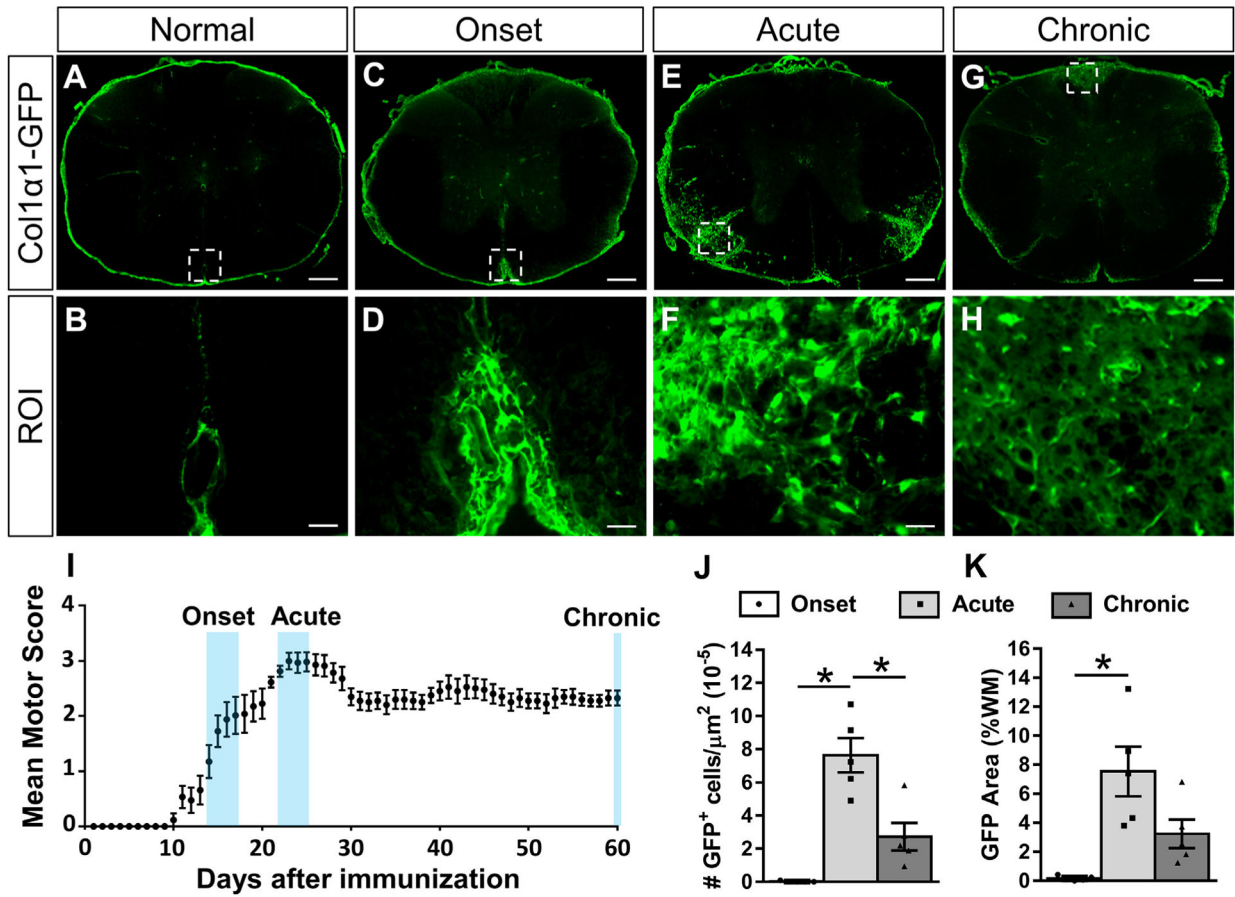 Normal
Onset
Acute
Chronic
Col1α1-GFP
A
C
E
G
ROI
B
D
F
H
I
Mean Motor Score
4
3
2
1
0
Onset
Acute
Chronic
0
10
20
30
40
50
60
Days after immunization
J
K
Onset
Acute
Chronic
# GFP+ cells/μm2 (10-5)
14
12
10
8
6
4
2
0
*
*
GFP Area (%WM)
16
14
12
10
8
6
4
2
0
*